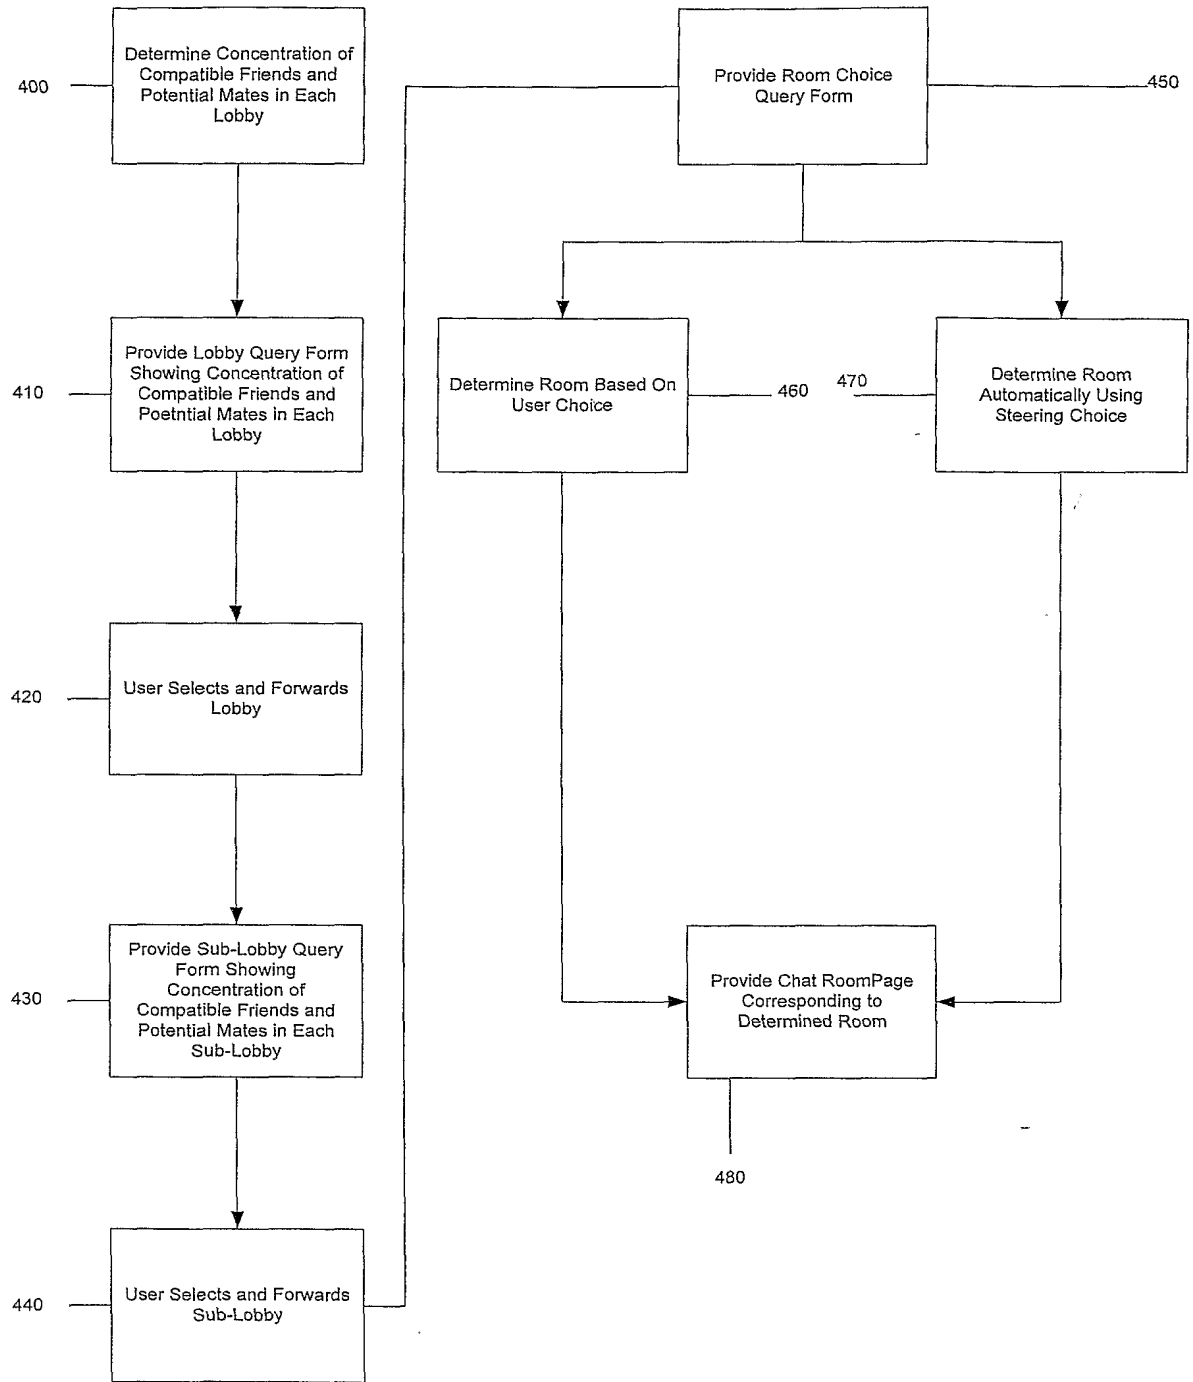 Determine Concentration of
Compatible Friends and
Potential Mates in Each
Lobby
400
Provide Lobby Query Form
Showing Concentration of
Compatible Friends and
Poetntial Mates in Each
Lobby
410
User Selects and Forwards
Lobby
420
Provide Sub-Lobby Query
Form Showing
Concentration of
Compatible Friends and
Potential Mates in Each
Sub-Lobby
430
User Selects and Forwards
Sub-Lobby
440
Provide Room Choice
Query Form
450
Determine Room Based On
User Choice
460
470
Determine Room
Automatically Using
Steering Choice
Provide Chat RoomPage
Corresponding to
Determined Room
480